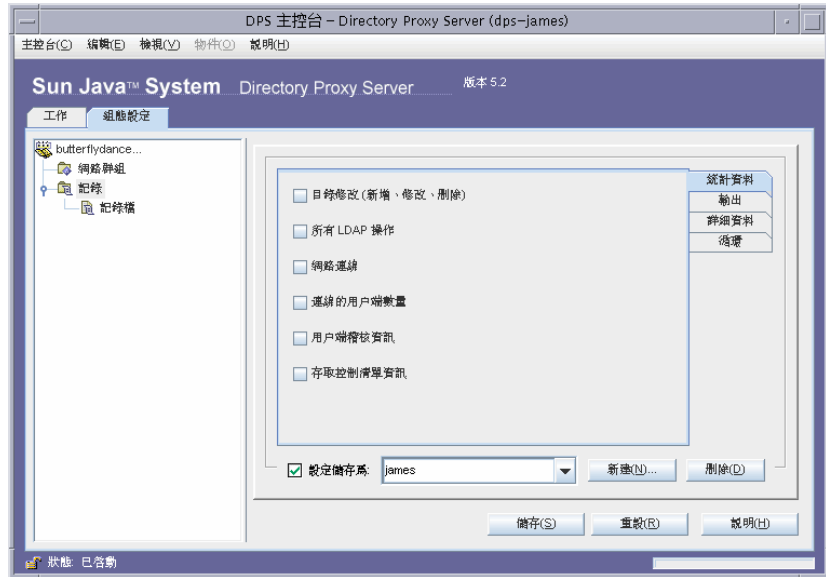 DPS 主控台 – Directory Proxy Server (dps-james)
主控台(C) 編輯(E) 檢視(V) 物件(O) 說明(H)
Sun Java™ System Directory Proxy Server 版本 5.2
工作 組態設定
butterflydance...
網路群組
記錄
記錄檔
統計資料
輸出
詳細資料
循環
目錄修改 (新增、修改、刪除)
所有 LDAP 操作
網路連線
連線的用戶端數量
用戶端稽核資訊
存取控制清單資訊
設定儲存爲: james 新建(N)... 刪除(D)
儲存(S) 重設(R) 說明(H)
狀態: 已啓動